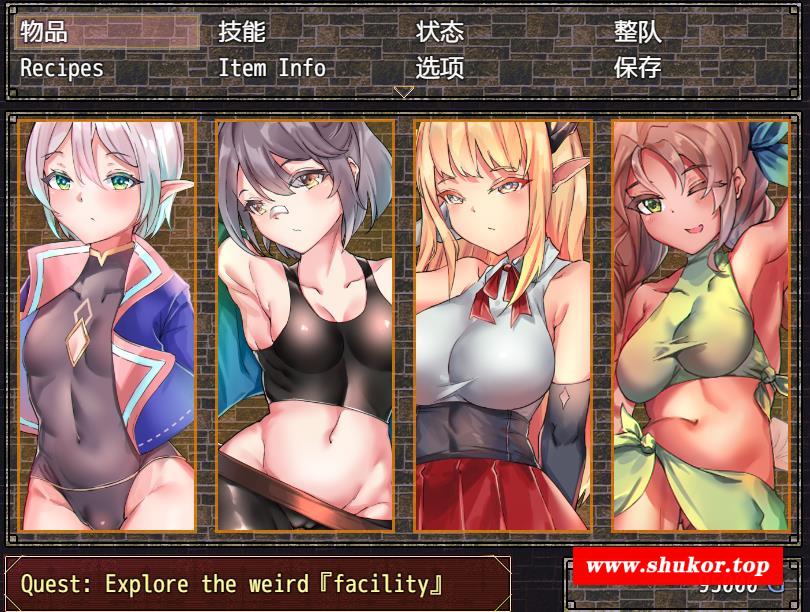 物品 技能 状态 整队
Recipes Item Info 选项 保存
Quest: Explore the weird『facility』
www.shukor.top